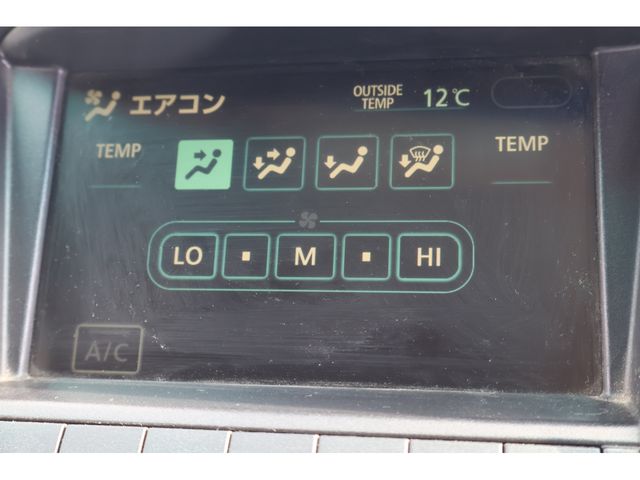 エアコン OUTSIDE TEMP 12℃
TEMP TEMP
LO M HI
A/C